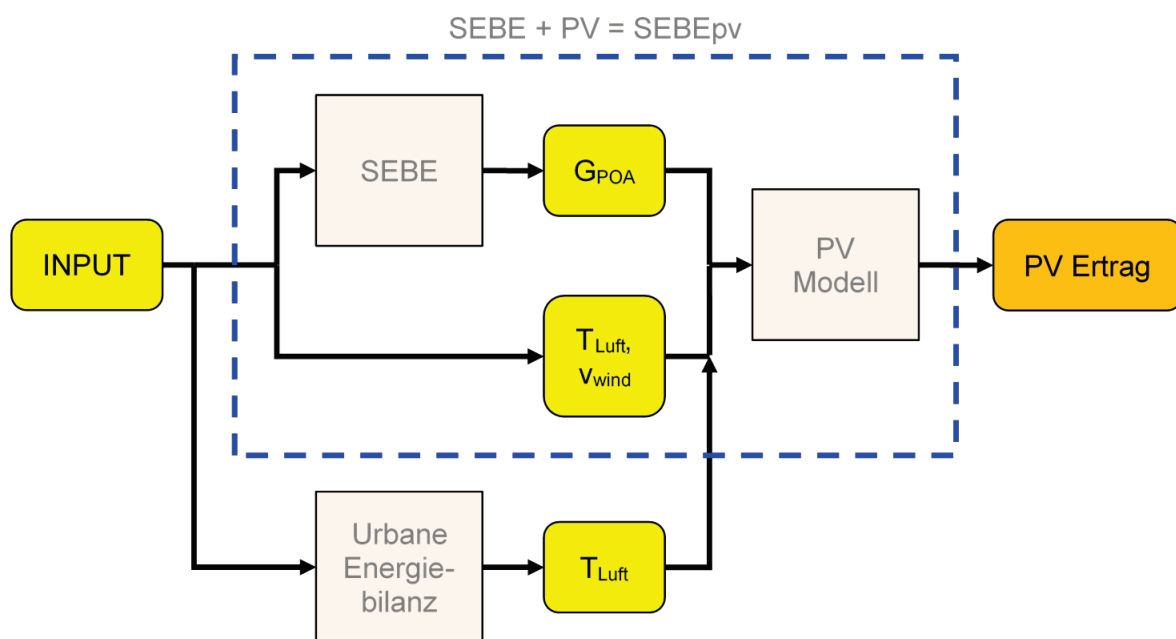 SEBE + PV = SEBEpv
SEBE
GPOA
INPUT
PV
Modell
PV Ertrag
TLuft,
vwind
Urbane
Energie-
bilanz
TLuft